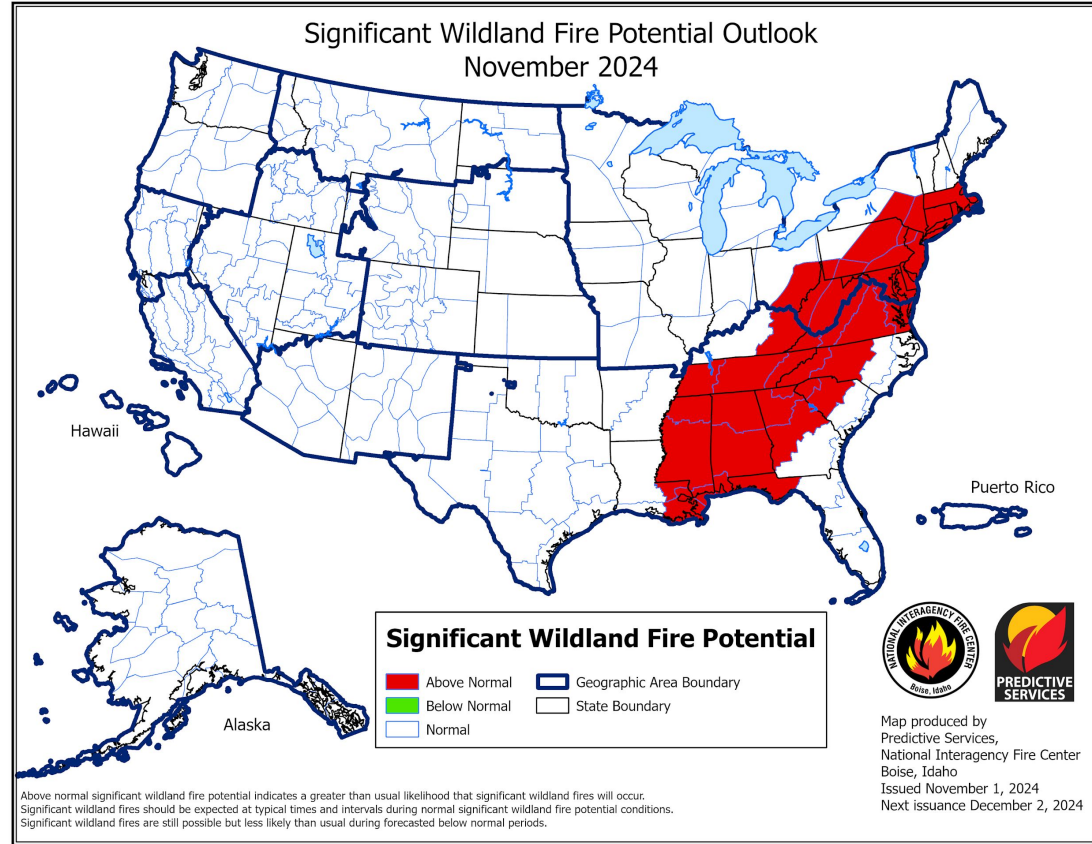 Significant Wildland Fire Potential Outlook
November 2024
Hawaii
Puerto Rico
Alaska
Significant Wildland Fire Potential
Above Normal
Below Normal
Normal
Geographic Area Boundary
State Boundary
NATIONAL INTERAGENCY FIRE CENTER
Boise, Idaho
PREDICTIVE
SERVICES
Map produced by
Predictive Services,
National Interagency Fire Center
Boise, Idaho
Issued November 1, 2024
Next issuance December 2, 2024
Above normal significant wildland fire potential indicates a greater than usual likelihood that significant wildland fires will occur.
Significant wildland fires should be expected at typical times and intervals during normal significant wildland fire potential conditions.
Significant wildland fires are still possible but less likely than usual during forecasted below normal periods.